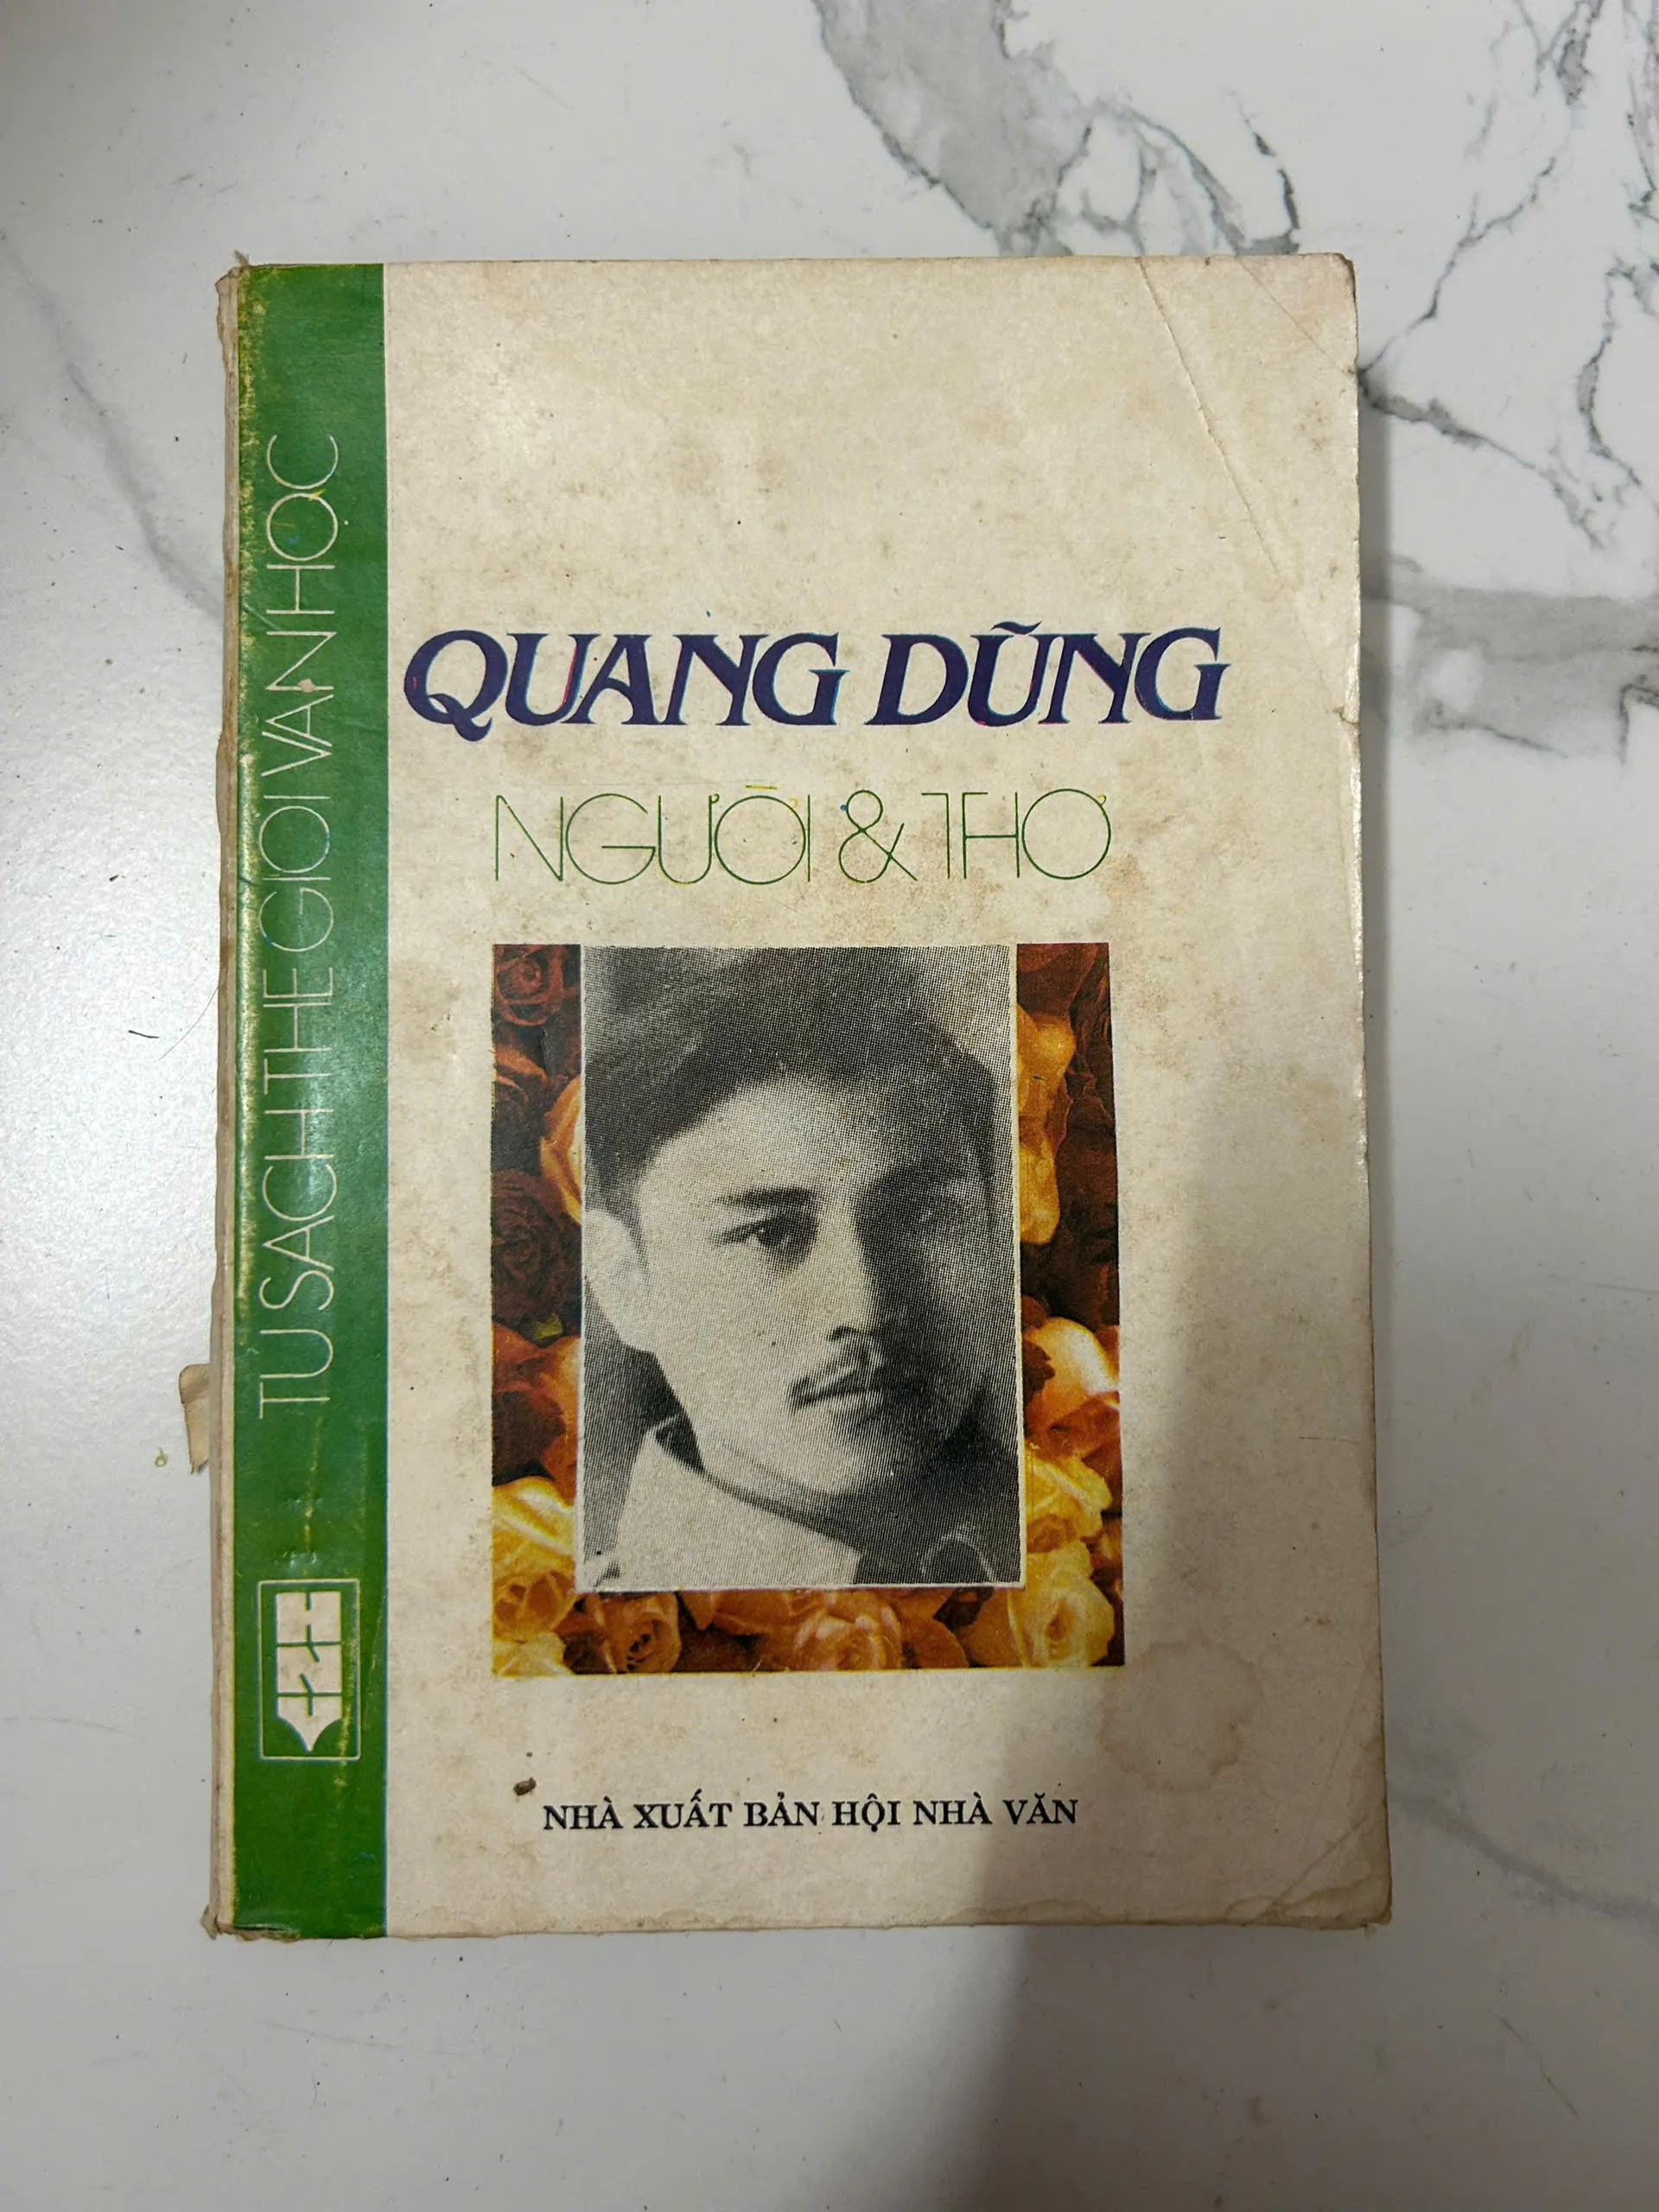 QUANG DŨNG
NGƯỜI & THƠ
NHÀ XUẤT BẢN HỘI NHÀ VĂN
TỦ SÁCH THẾ GIỚI VĂN HỌC